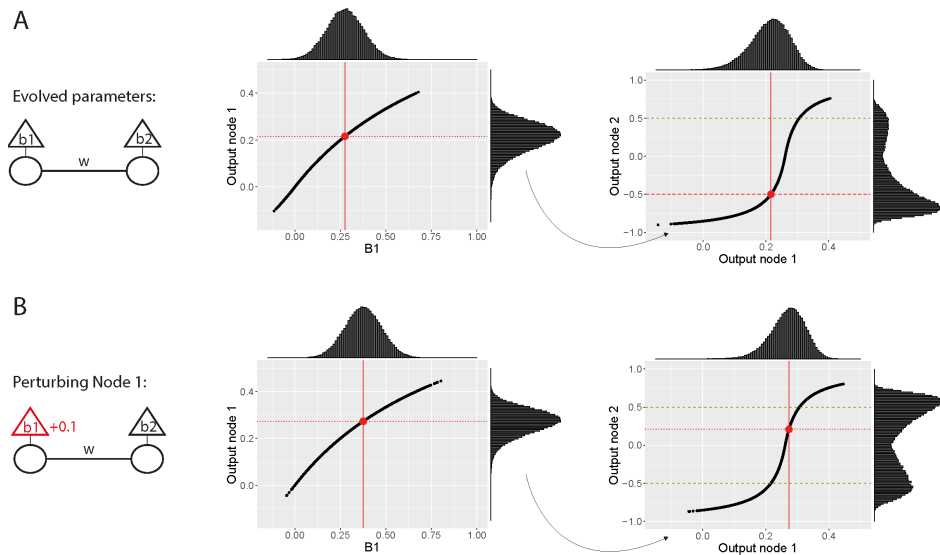 A
Evolved parameters:
b1
b2
w
Output node 1
0.4
0.2
0.0
0.00
0.25
0.50
0.75
1.00
B1
Output node 2
1.0
0.5
0.0
−0.5
−1.0
0.0
0.2
0.4
Output node 1
B
Perturbing Node 1:
b1 +0.1
b2
w
Output node 1
0.4
0.2
0.0
0.00
0.25
0.50
0.75
1.00
B1
Output node 2
1.0
0.5
0.0
−0.5
−1.0
0.0
0.2
0.4
Output node 1